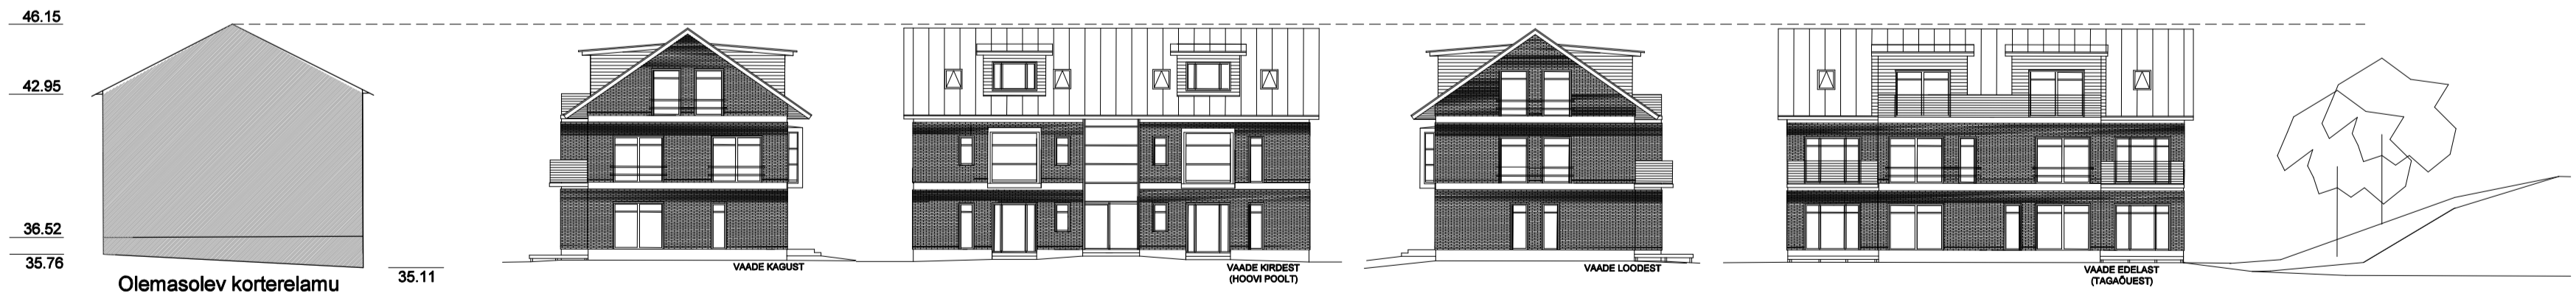 46.15
42.95
36.52
35.76
Olemasolev korterelamu
35.11
VAADE KAGUST
VAADE KIRDEST
(HOOVI POOLT)
VAADE LOODEST
VAADE EDELAST
(TAGAÕUEST)